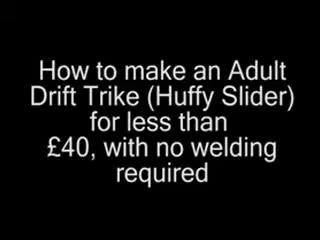 How to make an Adult
Drift Trike (Huffy Slider)
for less than
£40, with no welding
required